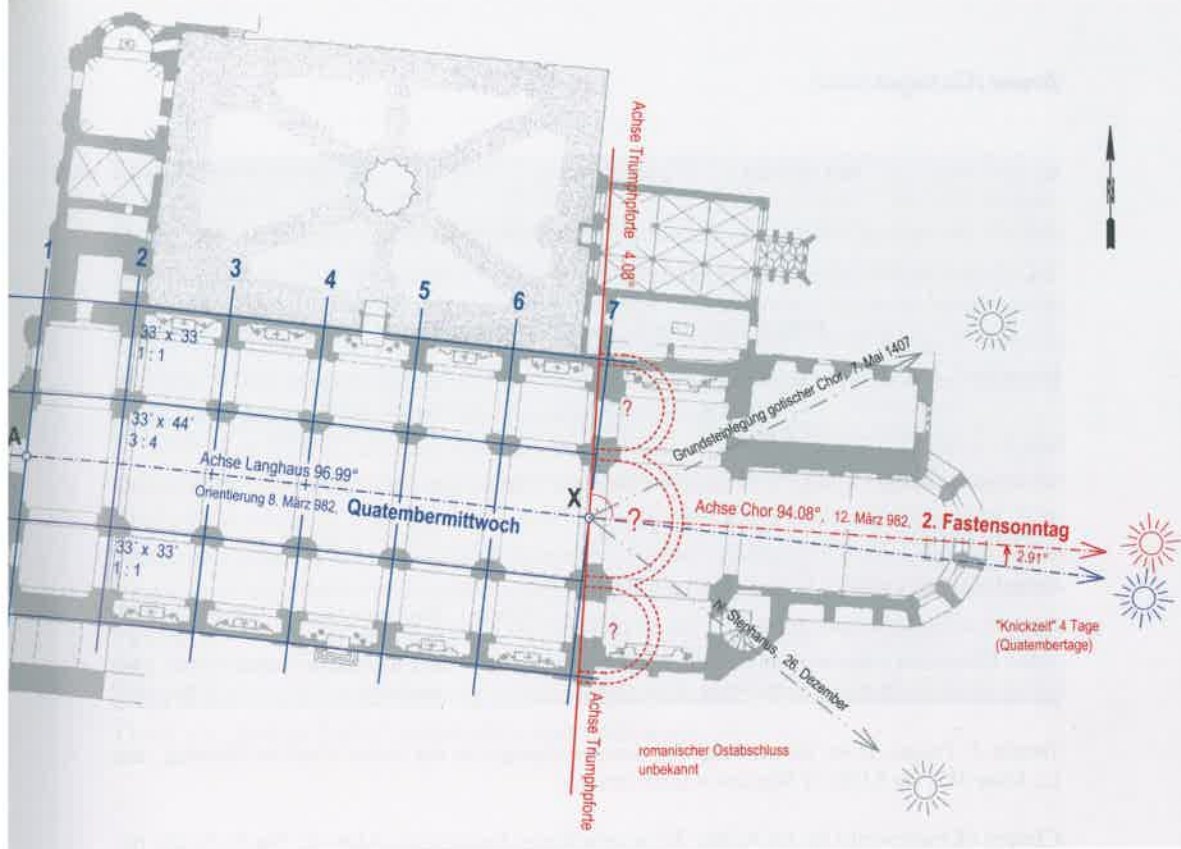 1
2
3
4
5
6
7
Achse Triumphpforte 4.08°
N
33' x 33'
1 : 1
33' x 44'
3 : 4
A
Achse Langhaus 96.99°
Orientierung 8. März 982, Quatembermittwoch
33' x 33'
1 : 1
X
?
?
?
Grundsteinlegung gotischer Chor, 7. Mai 1407
Achse Chor 94.08°, 12. März 982, 2. Fastensonntag
2.91°
"Knickzeit" 4 Tage
(Quatembertage)
hl. Stephanus, 26. Dezember
Achse Triumphpforte
romanischer Ostabschluss
unbekannt